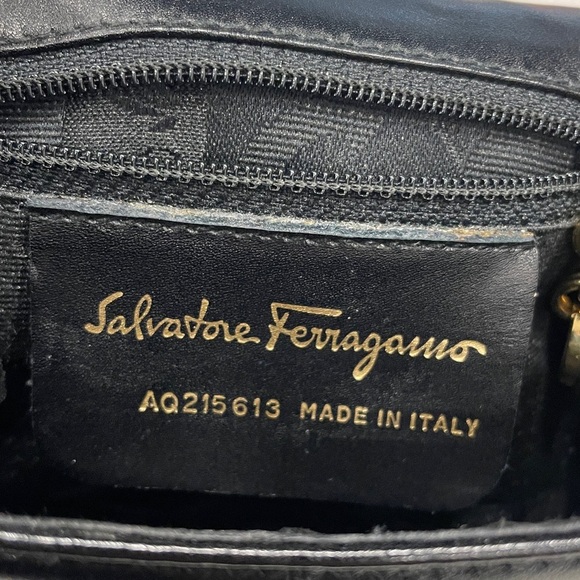 Salvatore Ferragamo
AQ215613 MADE IN ITALY